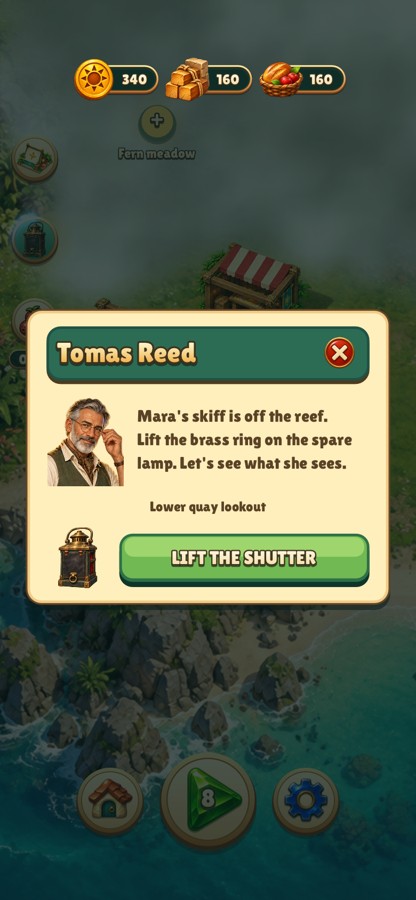 340 160 160
Fern meadow
Tomas Reed
Mara's skiff is off the reef.
Lift the brass ring on the spare
lamp. Let's see what she sees.
Lower quay lookout
LIFT THE SHUTTER
8